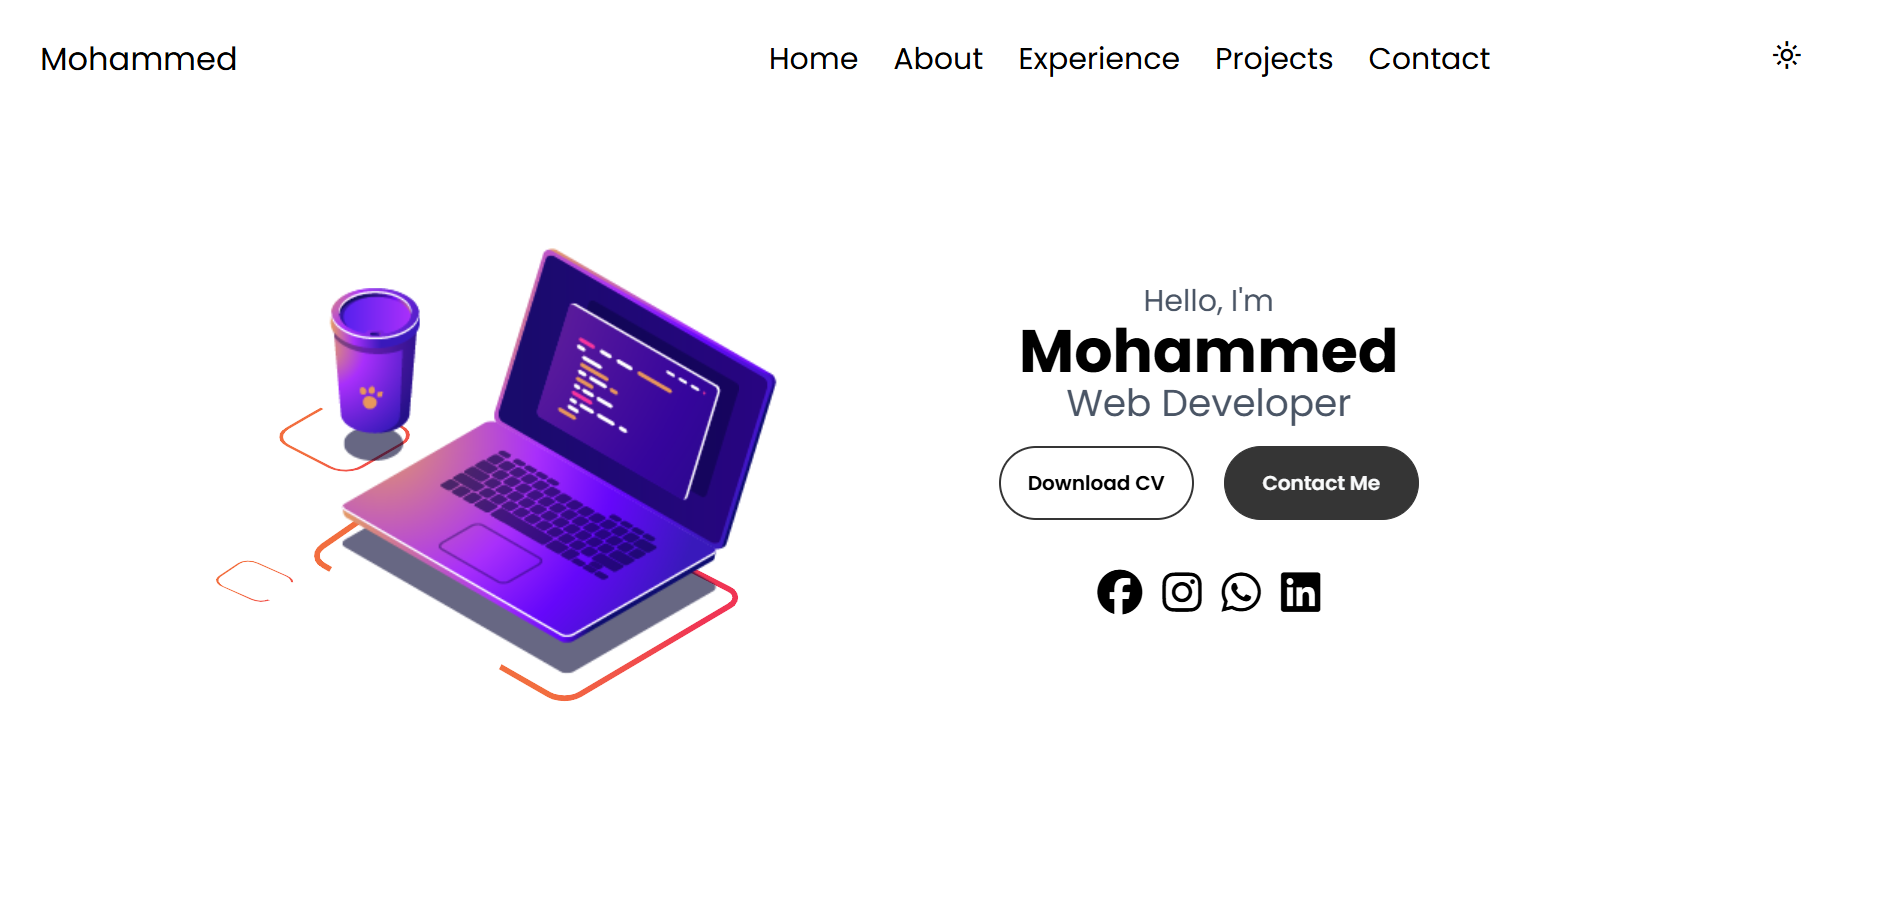 Mohammed
Home About Experience Projects Contact
Hello, I'm
Mohammed
Web Developer
Download CV Contact Me